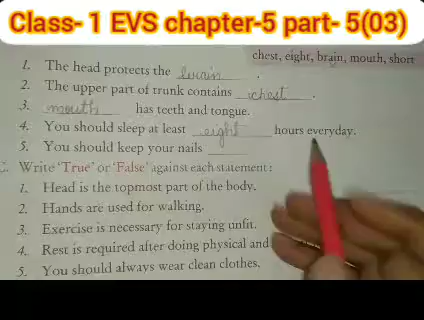 Class- 1 EVS chapter-5 part- 5(03)
chest, eight, brain, mouth, short
1. The head protects the brain.
2. The upper part of trunk contains chest.
3. mouth has teeth and tongue.
4. You should sleep at least eight hours everyday.
5. You should keep your nails
C. Write 'True' or 'False' against each statement:
1. Head is the topmost part of the body.
2. Hands are used for walking.
3. Exercise is necessary for staying unfit.
4. Rest is required after doing physical and
5. You should always wear clean clothes.